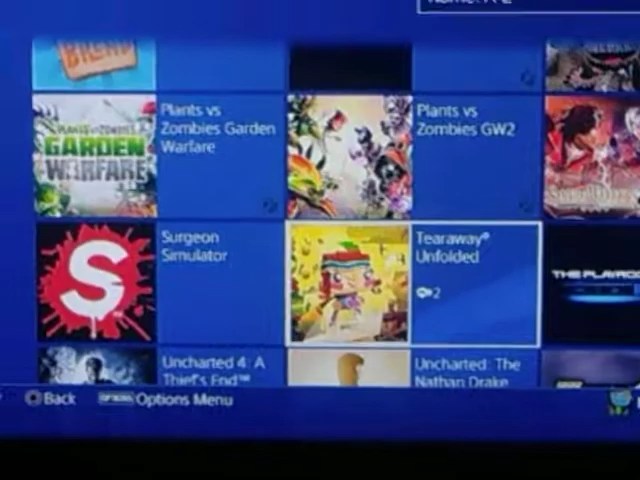 Plants vs
Zombies Garden
Warfare
Plants vs
Zombies GW2
PLANTS vs ZOMBIES
GARDEN
WARFARE
Surgeon
Simulator
S
Tearaway®
Unfolded
2
THE PLAYROO
Uncharted 4: A
Thief's End™
Uncharted: The
Nathan Drake
Back
OPTIONS
Options Menu